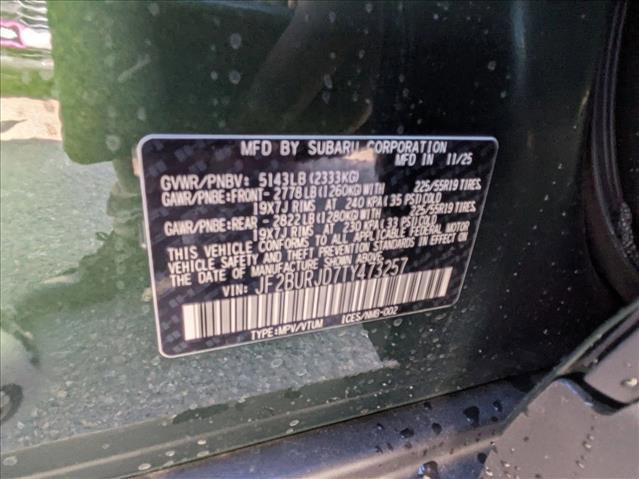 MFD BY SUBARU CORPORATION
MFD IN 11/25
GVWR/PNBV: 5143LB(2333KG)
GAWR/PNBE:FRONT-2778LB(1260KG)WITH 225/55R19 TIRES,
19X7J RIMS AT 240 KPA(35 PSI)COLD
GAWR/PNBE:REAR-2822LB(1280KG)WITH 225/55R19 TIRES,
19X7J RIMS AT 230 KPA(33 PSI)COLD
THIS VEHICLE CONFORMS TO ALL APPLICABLE FEDERAL MOTOR
VEHICLE SAFETY AND THEFT PREVENTION STANDARDS IN EFFECT ON
THE DATE OF MANUFACTURE SHOWN ABOVE.
VIN: JF2BURJD7TY473257
TYPE:MPV/VTUM ICES/NMB-002